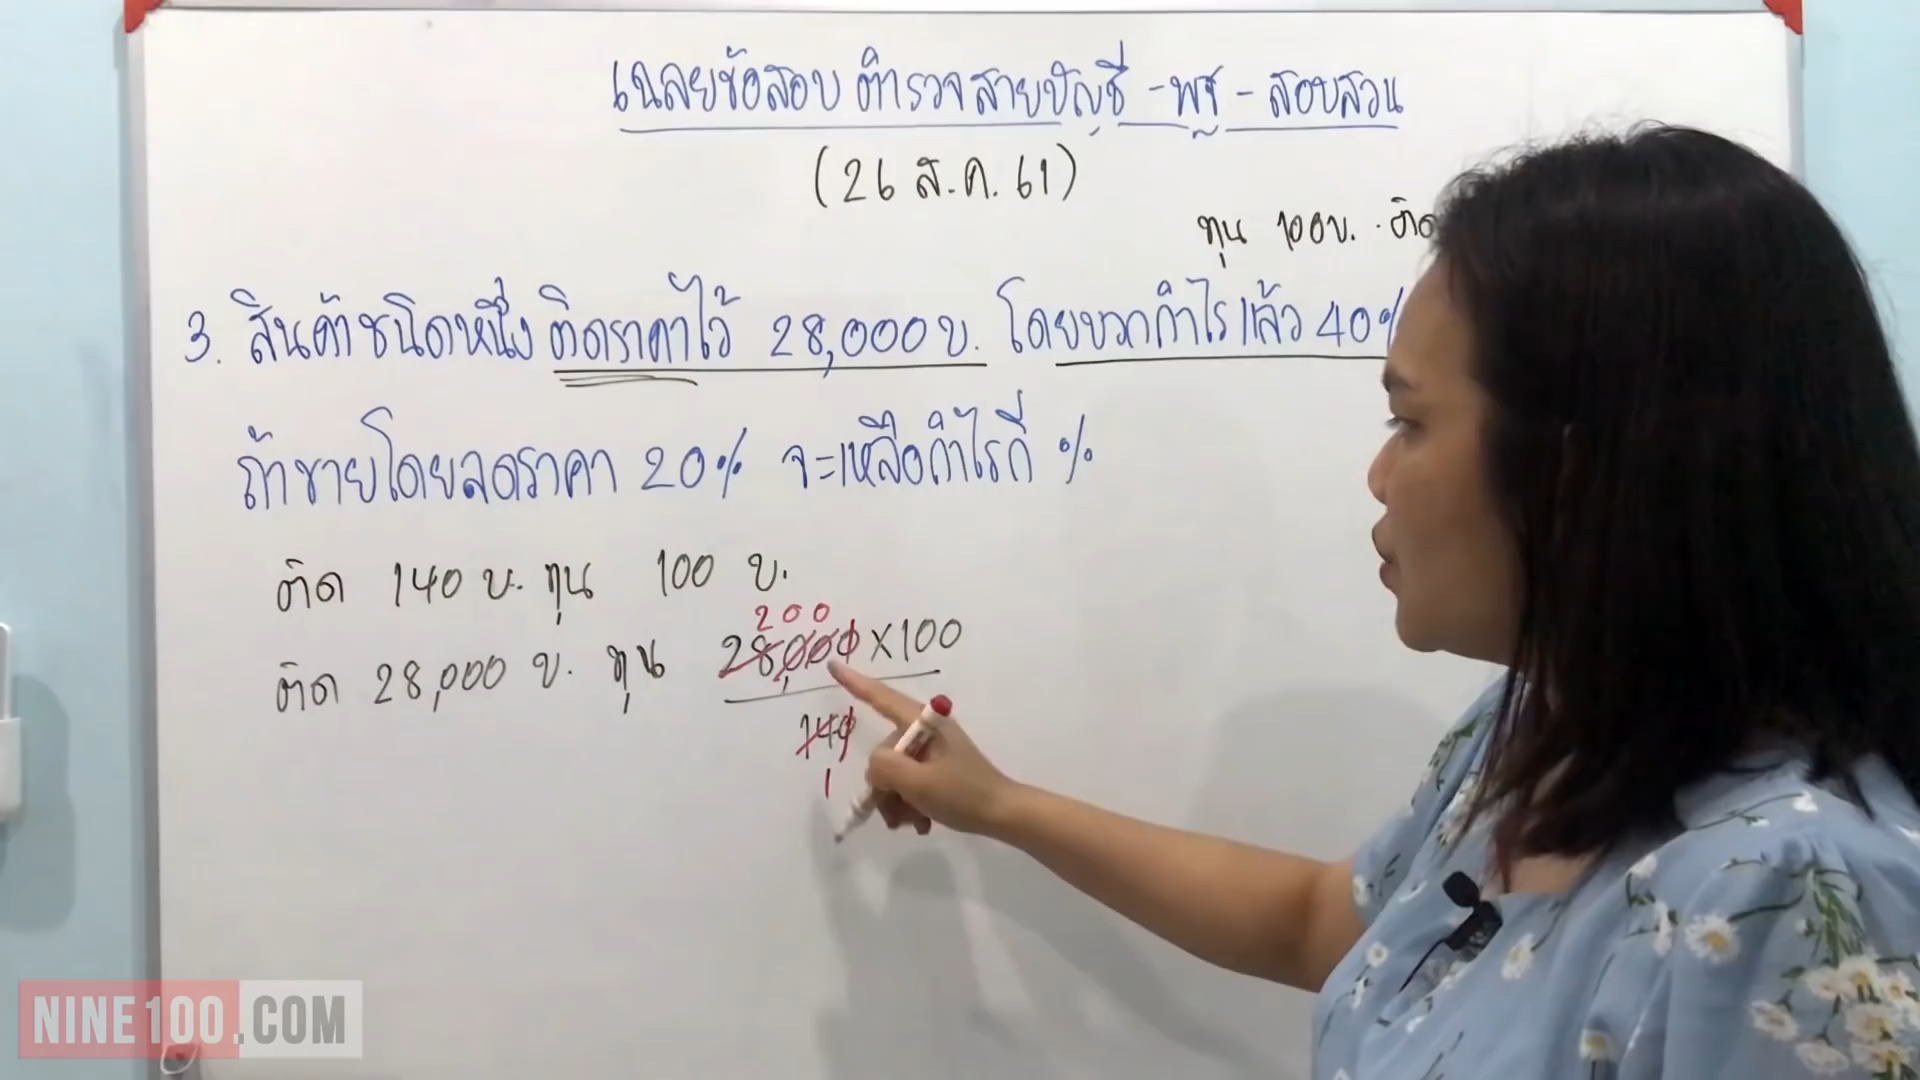 เฉลยข้อสอบ ตำรวจสายบัญชี - พฐ - สอบสวน
(26 ส.ค. 61)
ทุน 100บ. ติด
3. สินค้าชนิดหนึ่ง ติดราคาไว้ 28,000 บ. โดยบวกกำไรแล้ว 40%
ถ้าขายโดยลดราคา 20% จะเหลือกำไรกี่ %
ติด 140 บ. ทุน 100 บ.
200
ติด 28,000 บ. ทุน 28,000 x 100
140
1
NINE100.COM